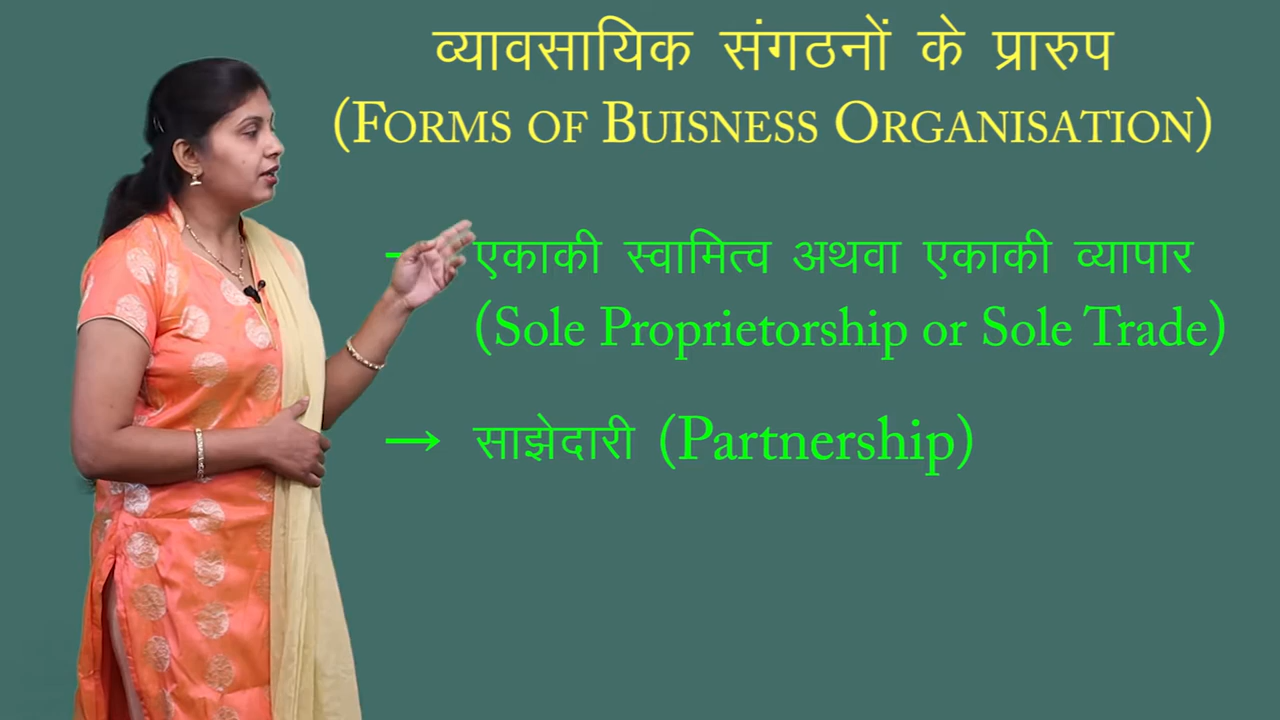 व्यावसायिक संगठनों के प्रारुप
(FORMS OF BUISNESS ORGANISATION)
→ एकाकी स्वामित्व अथवा एकाकी व्यापार
(Sole Proprietorship or Sole Trade)
→ साझेदारी (Partnership)